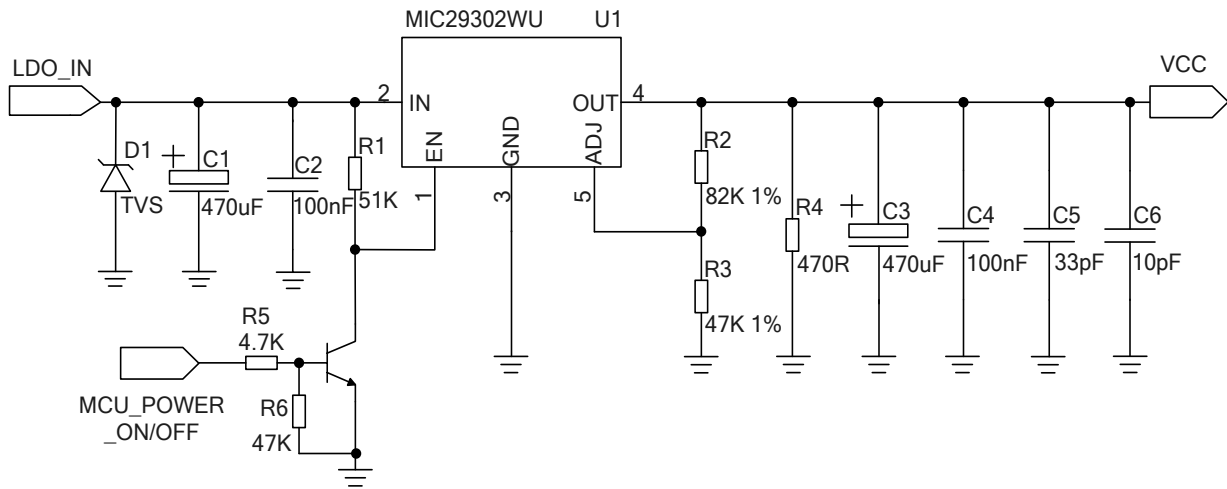 MIC29302WU U1
LDO_IN
VCC
2 IN
OUT 4
EN
GND
ADJ
1
3
5
D1
TVS
C1
470uF
C2
100nF
R1
51K
R2
82K 1%
R3
47K 1%
R4
470R
C3
470uF
C4
100nF
C5
33pF
C6
10pF
R5
4.7K
MCU_POWER
_ON/OFF
R6
47K